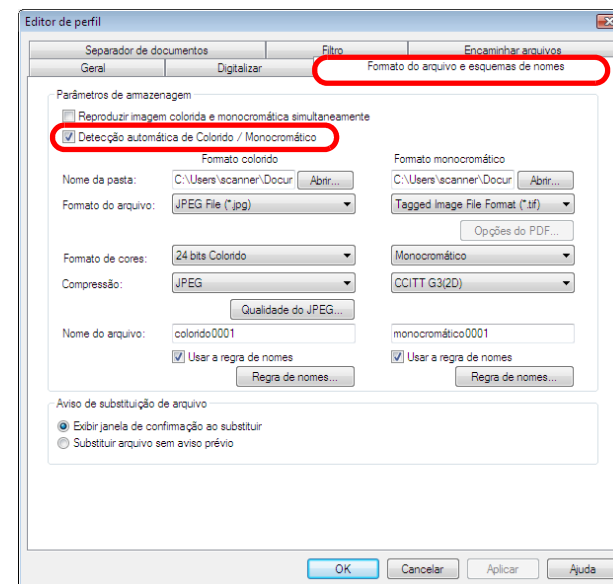 Editor de perfil
Separador de documentos Filtro Encaminhar arquivos
Geral Digitalizar Formato do arquivo e esquemas de nomes
Parâmetros de armazenagem
Reproduzir imagem colorida e monocromática simultaneamente
Detecção automática de Colorido / Monocromático
Formato colorido Formato monocromático
Nome da pasta: C:\Users\scanner\Docur Abrir... C:\Users\scanner\Docur Abrir...
Formato do arquivo: JPEG File (*.jpg) Tagged Image File Format (*.tif)
Opções do PDF...
Formato de cores: 24 bits Colorido Monocromático
Compressão: JPEG CCITT G3(2D)
Qualidade do JPEG...
Nome do arquivo: colorido0001 monocromático0001
Usar a regra de nomes Usar a regra de nomes
Regra de nomes... Regra de nomes...
Aviso de substituição de arquivo
Exibir janela de confirmação ao substituir
Substituir arquivo sem aviso prévio
OK Cancelar Aplicar Ajuda